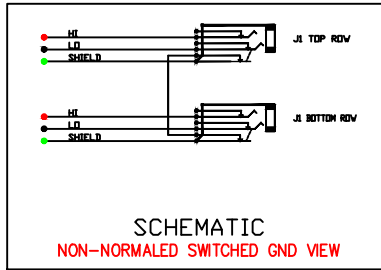 HI
LO
SHIELD
J1 TOP ROW
HI
LO
SHIELD
J1 BOTTOM ROW
SCHEMATIC
NON-NORMALED SWITCHED GND VIEW